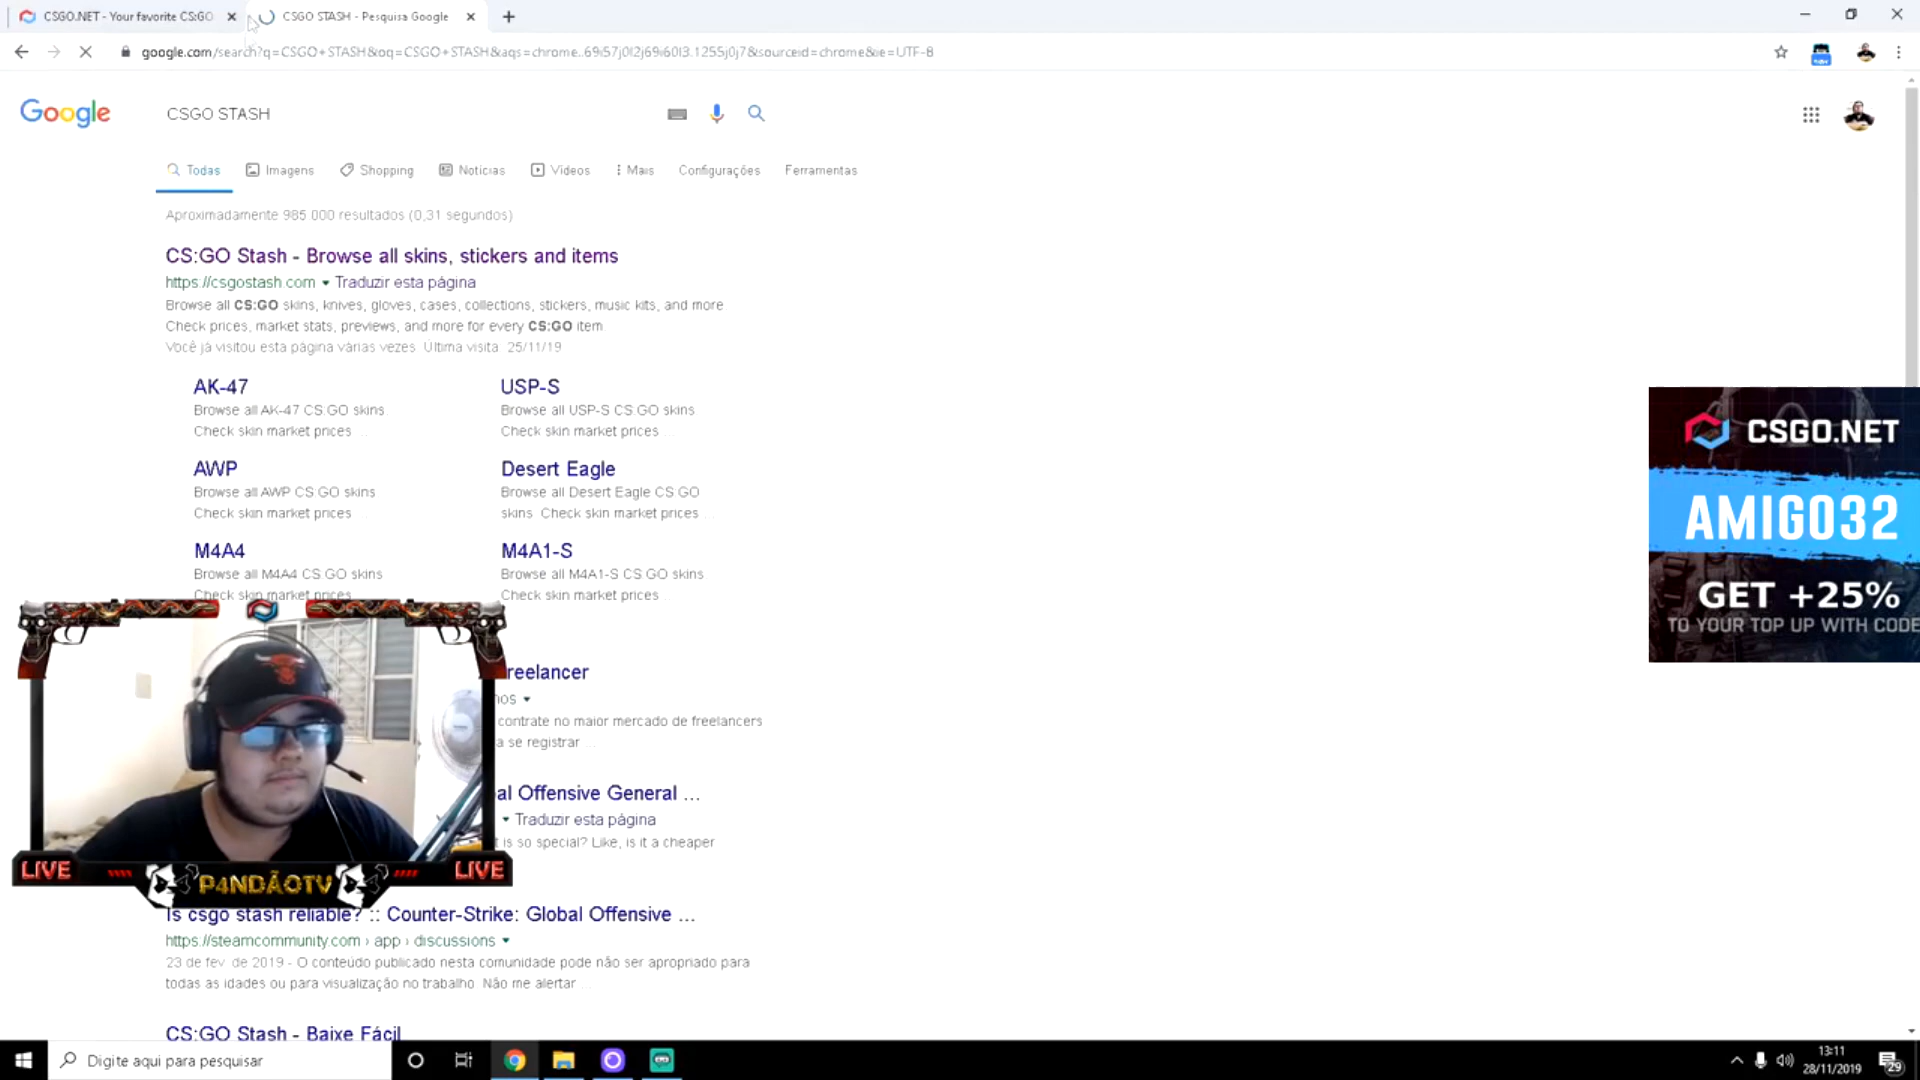 CSGO.NET - Your favorite CS:GO
CSGO STASH - Pesquisa Google
google.com/search?q=CSGO+STASH&oq=CSGO+STASH&aqs=chrome..69i57j0l2j69i60l3.1255j0j7&sourceid=chrome&ie=UTF-8
Google
CSGO STASH
Todas
Imagens
Shopping
Notícias
Vídeos
Mais
Configurações
Ferramentas
Aproximadamente 985.000 resultados (0,31 segundos)
CS:GO Stash - Browse all skins, stickers and items
https://csgostash.com
Traduzir esta página
Browse all CS:GO skins, knives, gloves, cases, collections, stickers, music kits, and more.
Check prices, market stats, previews, and more for every CS:GO item.
Você já visitou esta página várias vezes. Última visita: 25/11/19
AK-47
Browse all AK-47 CS:GO skins.
Check skin market prices ...
USP-S
Browse all USP-S CS:GO skins.
Check skin market prices ...
AWP
Browse all AWP CS:GO skins.
Check skin market prices ...
Desert Eagle
Browse all Desert Eagle CS:GO
skins. Check skin market prices ...
M4A4
Browse all M4A4 CS:GO skins.
Check skin market prices ...
M4A1-S
Browse all M4A1-S CS:GO skins.
Check skin market prices ...
reelancer
contrate no maior mercado de freelancers
a se registrar ...
al Offensive General ...
Traduzir esta página
t is so special? Like, is it a cheaper
LIVE
P4NDÃOTV
LIVE
Is csgo stash reliable? :: Counter-Strike: Global Offensive ...
https://steamcommunity.com › app › discussions
23 de fev. de 2019 - O conteúdo publicado nesta comunidade pode não ser apropriado para
todas as idades ou para visualização no trabalho. Não me alertar ...
CS:GO Stash - Baixe Fácil
CSGO.NET
AMIGO32
GET +25%
TO YOUR TOP UP WITH CODE
Digite aqui para pesquisar
13:11
28/11/2019
29